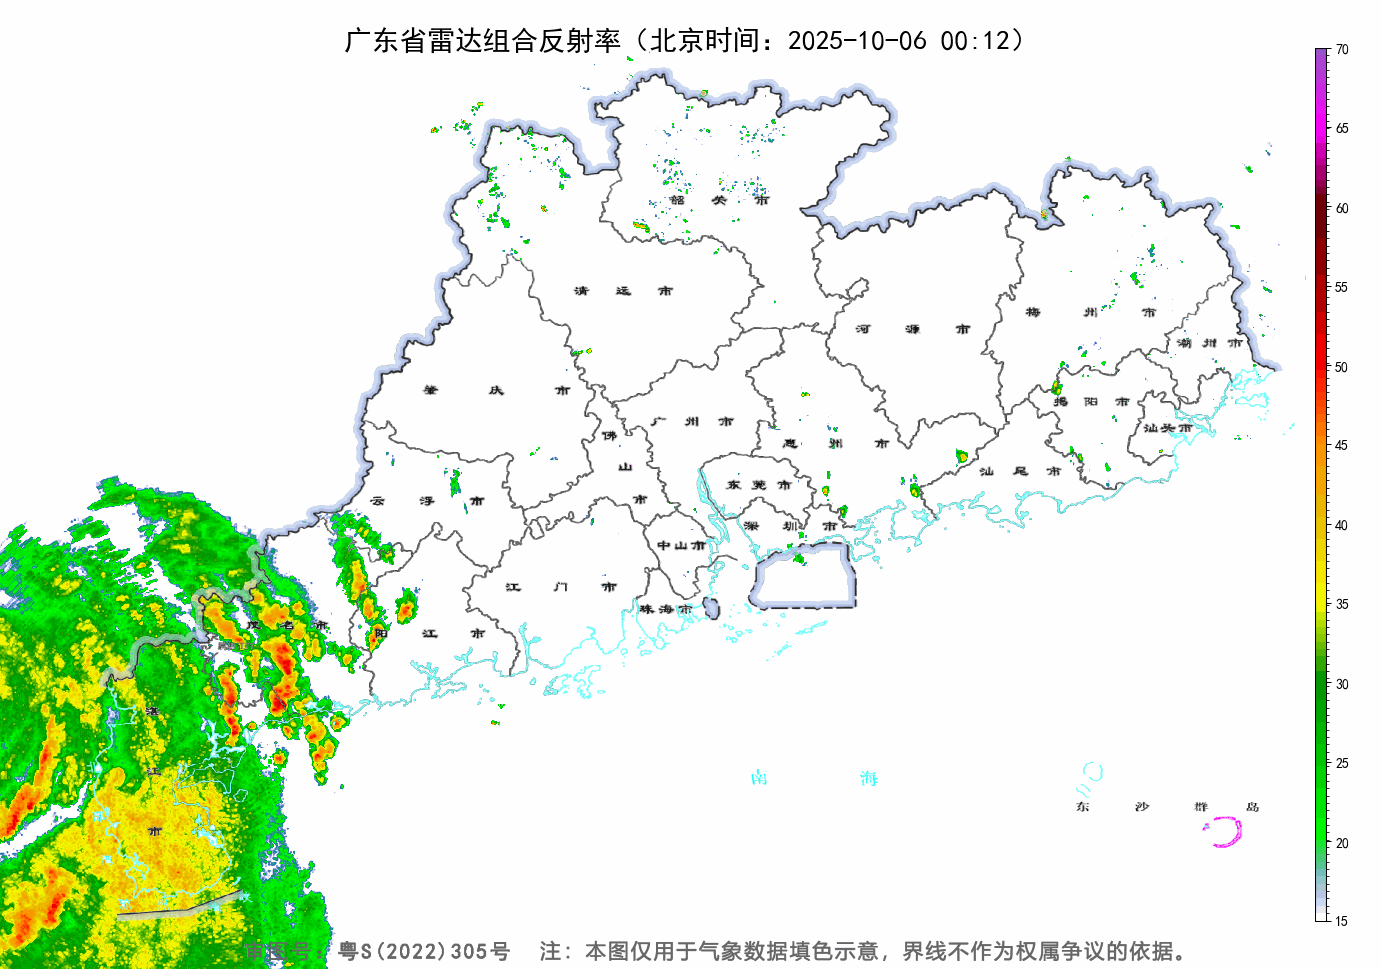 广东省雷达组合反射率（北京时间：2025-10-06 00:12）
70
65
60
55
50
45
40
35
30
25
20
15
韶关市
清远市
河源市
梅州市
潮州市
肇庆市
广州市
揭阳市
佛山市
惠州市
汕头市
云浮市
东莞市
汕尾市
深圳市
中山市
江门市
珠海市
茂名市
阳江市
湛江市
南海
东沙群岛
审图号：粤S(2022)305号 注：本图仅用于气象数据填色示意，界线不作为权属争议的依据。